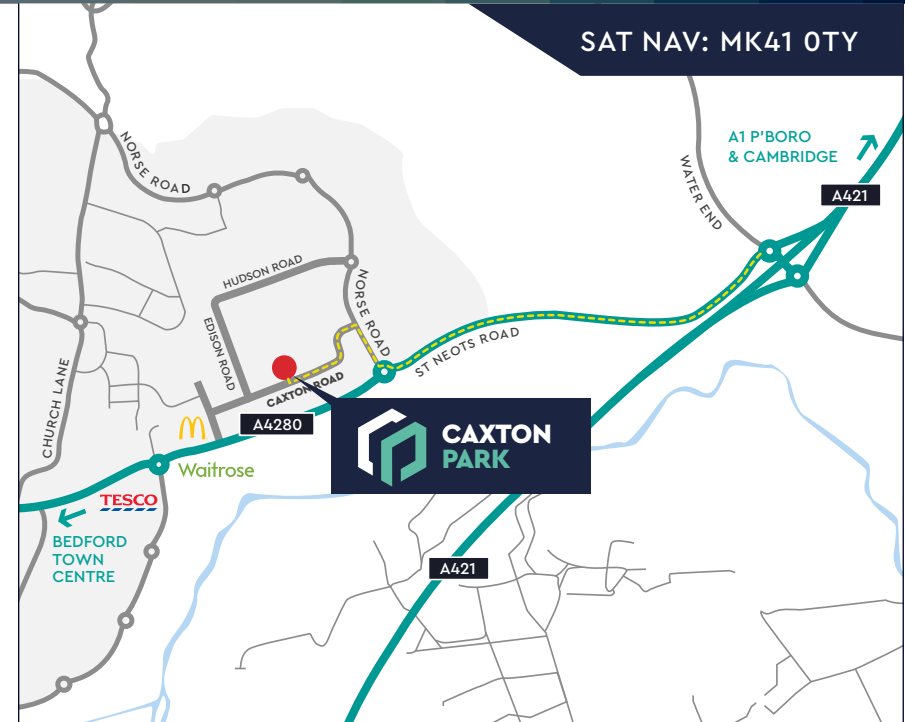 SAT NAV: MK41 0TY
A1 P'BORO
& CAMBRIDGE
A421
WATER END
NORSE ROAD
HUDSON ROAD
NORSE ROAD
EDISON ROAD
ST NEOTS ROAD
CHURCH LANE
CAXTON ROAD
A4280
CAXTON
PARK
Waitrose
TESCO
BEDFORD
TOWN
CENTRE
A421